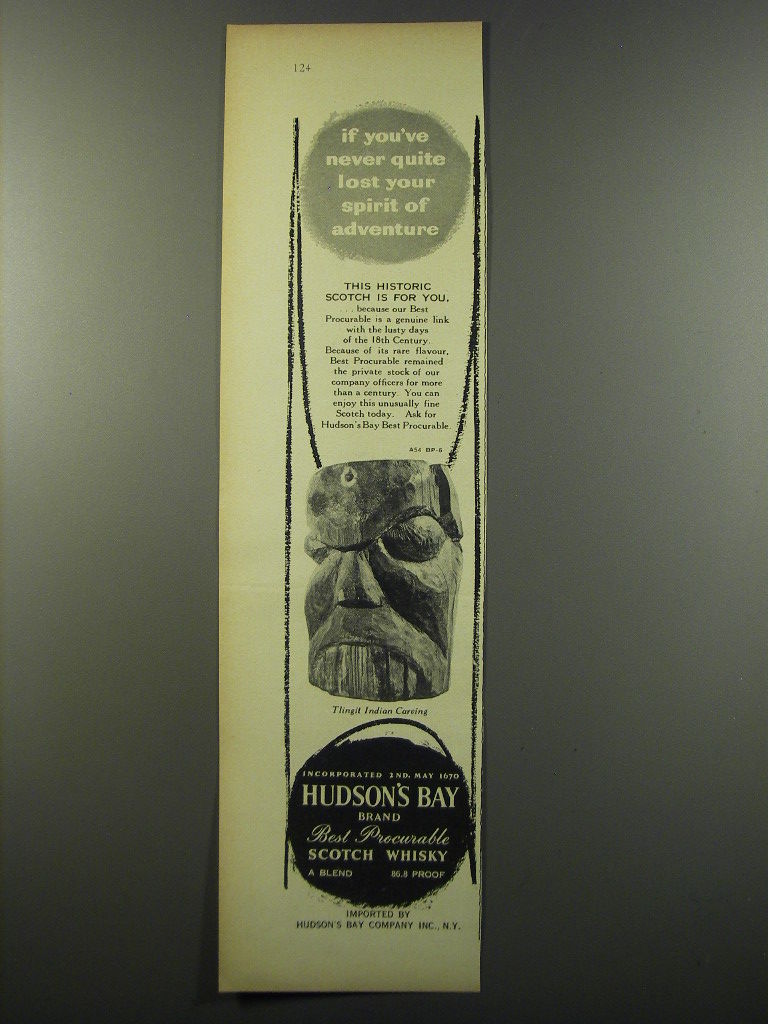 124
if you've
never quite
lost your
spirit of
adventure
THIS HISTORIC
SCOTCH IS FOR YOU,
... because our Best
Procurable is a genuine link
with the lusty days
of the 18th Century.
Because of its rare flavour,
Best Procurable remained
the private stock of our
company officers for more
than a century. You can
enjoy this unusually fine
Scotch today. Ask for
Hudson's Bay Best Procurable.
A54 BP-6
Tlingit Indian Carving
INCORPORATED 2ND. MAY 1670
HUDSON'S BAY
BRAND
Best Procurable
SCOTCH WHISKY
A BLEND 86.8 PROOF
IMPORTED BY
HUDSON'S BAY COMPANY INC., N.Y.